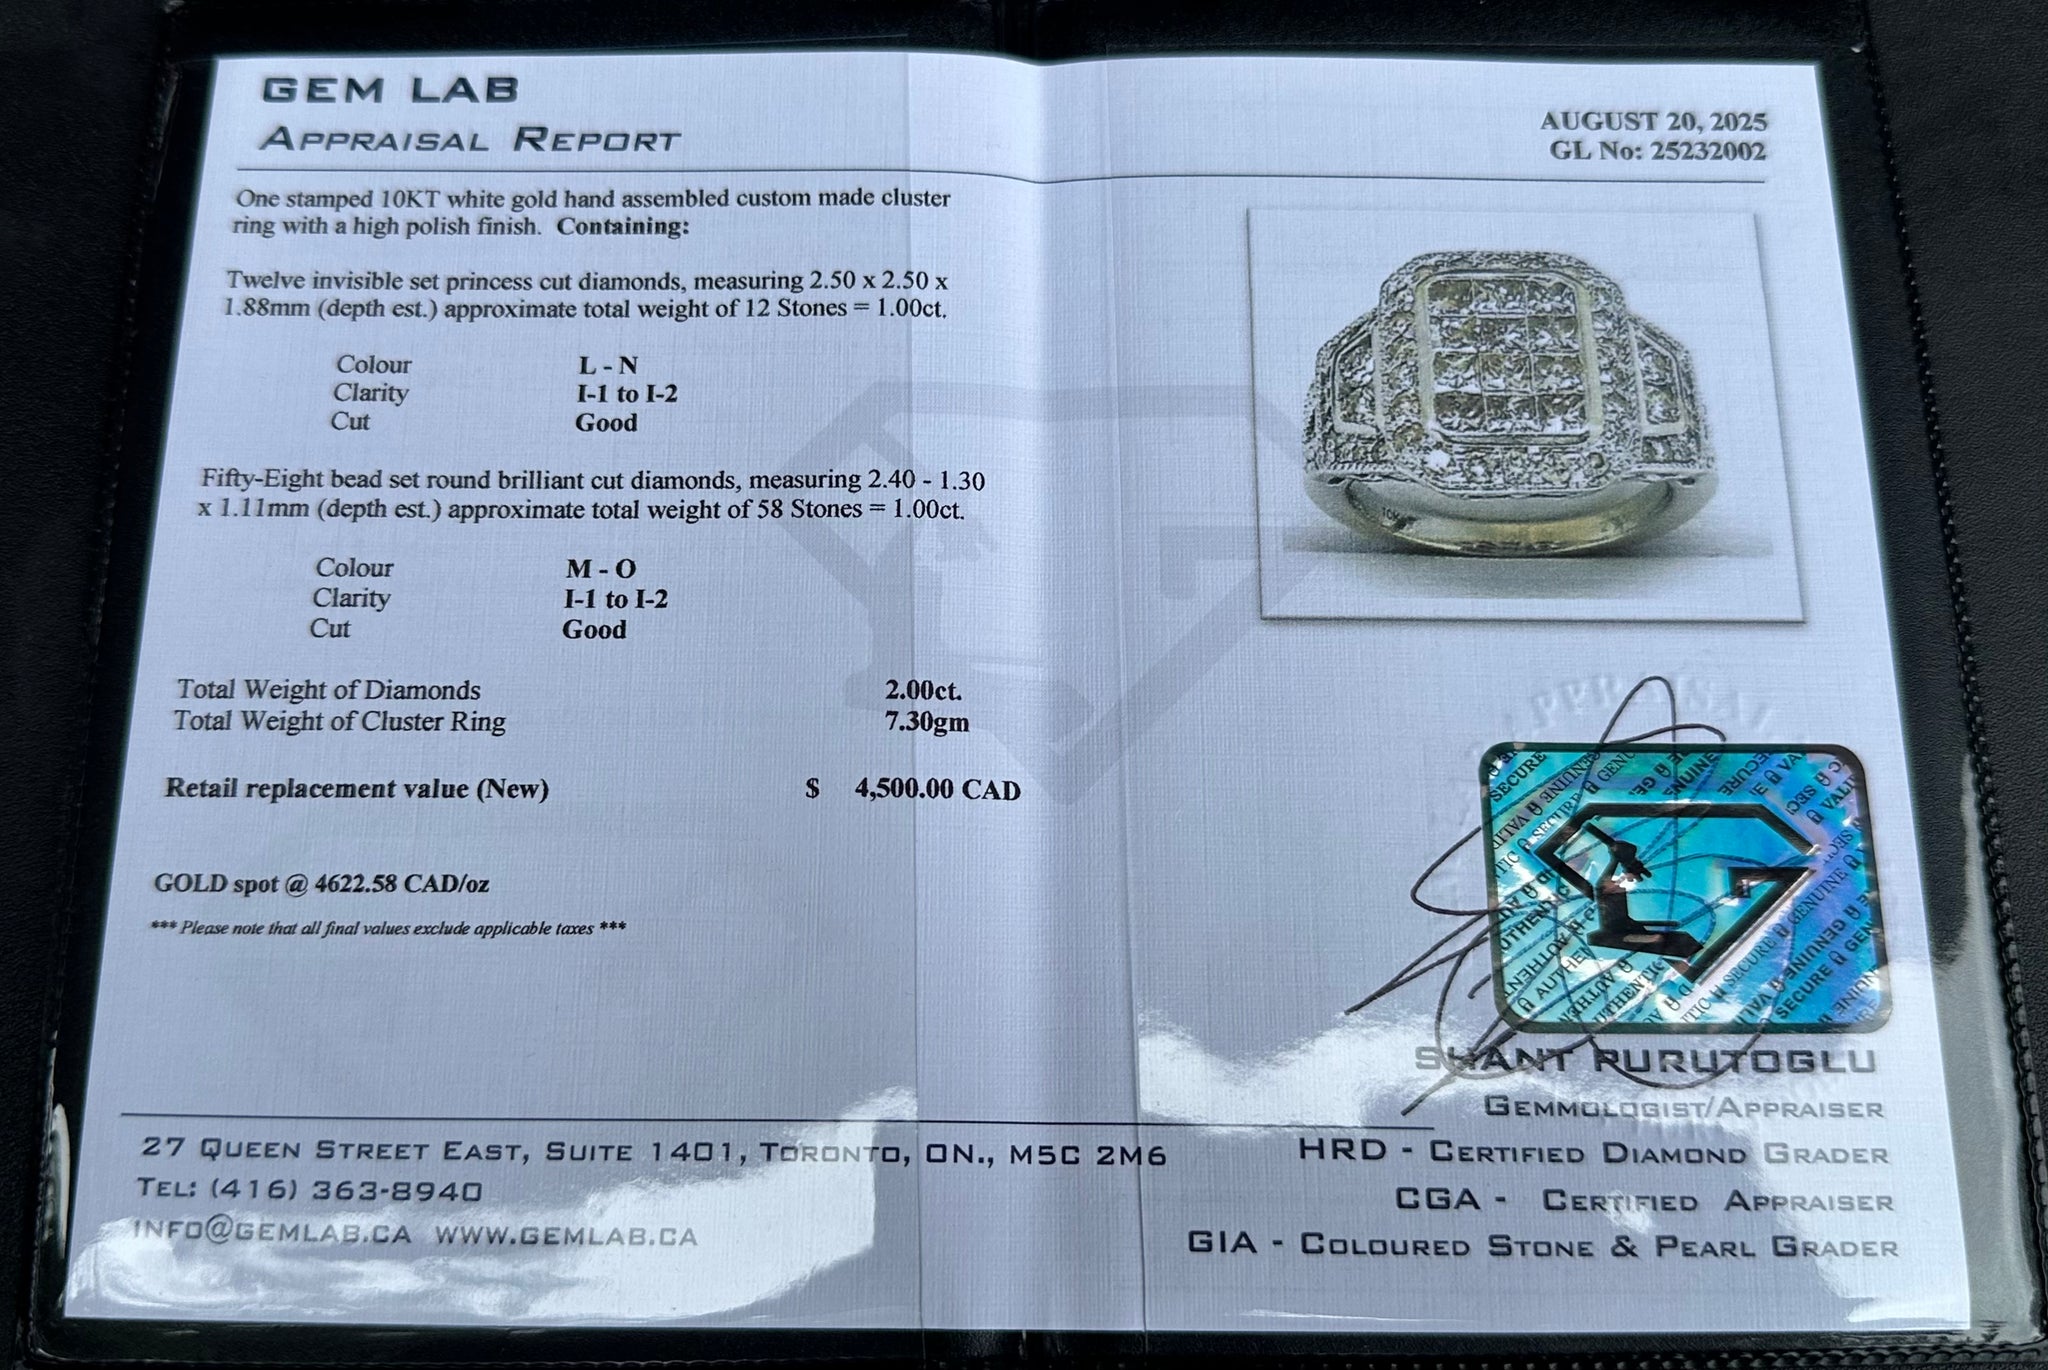 GEM LAB
APPRAISAL REPORT
AUGUST 20, 2025
GL No: 25232002
One stamped 10KT white gold hand assembled custom made cluster
ring with a high polish finish. Containing:
Twelve invisible set princess cut diamonds, measuring 2.50 x 2.50 x
1.88mm (depth est.) approximate total weight of 12 Stones = 1.00ct.
Colour L - N
Clarity I-1 to I-2
Cut Good
Fifty-Eight bead set round brilliant cut diamonds, measuring 2.40 - 1.30
x 1.11mm (depth est.) approximate total weight of 58 Stones = 1.00ct.
Colour M - O
Clarity I-1 to I-2
Cut Good
Total Weight of Diamonds 2.00ct.
Total Weight of Cluster Ring 7.30gm
Retail replacement value (New) $ 4,500.00 CAD
GOLD spot @ 4622.58 CAD/oz
*** Please note that all final values exclude applicable taxes ***
SHANT PURUTOGLU
GEMMOLOGIST/APPRAISER
HRD - CERTIFIED DIAMOND GRADER
CGA - CERTIFIED APPRAISER
GIA - COLOURED STONE & PEARL GRADER
27 QUEEN STREET EAST, SUITE 1401, TORONTO, ON., M5C 2M6
TEL: (416) 363-8940
INFO@GEMLAB.CA WWW.GEMLAB.CA